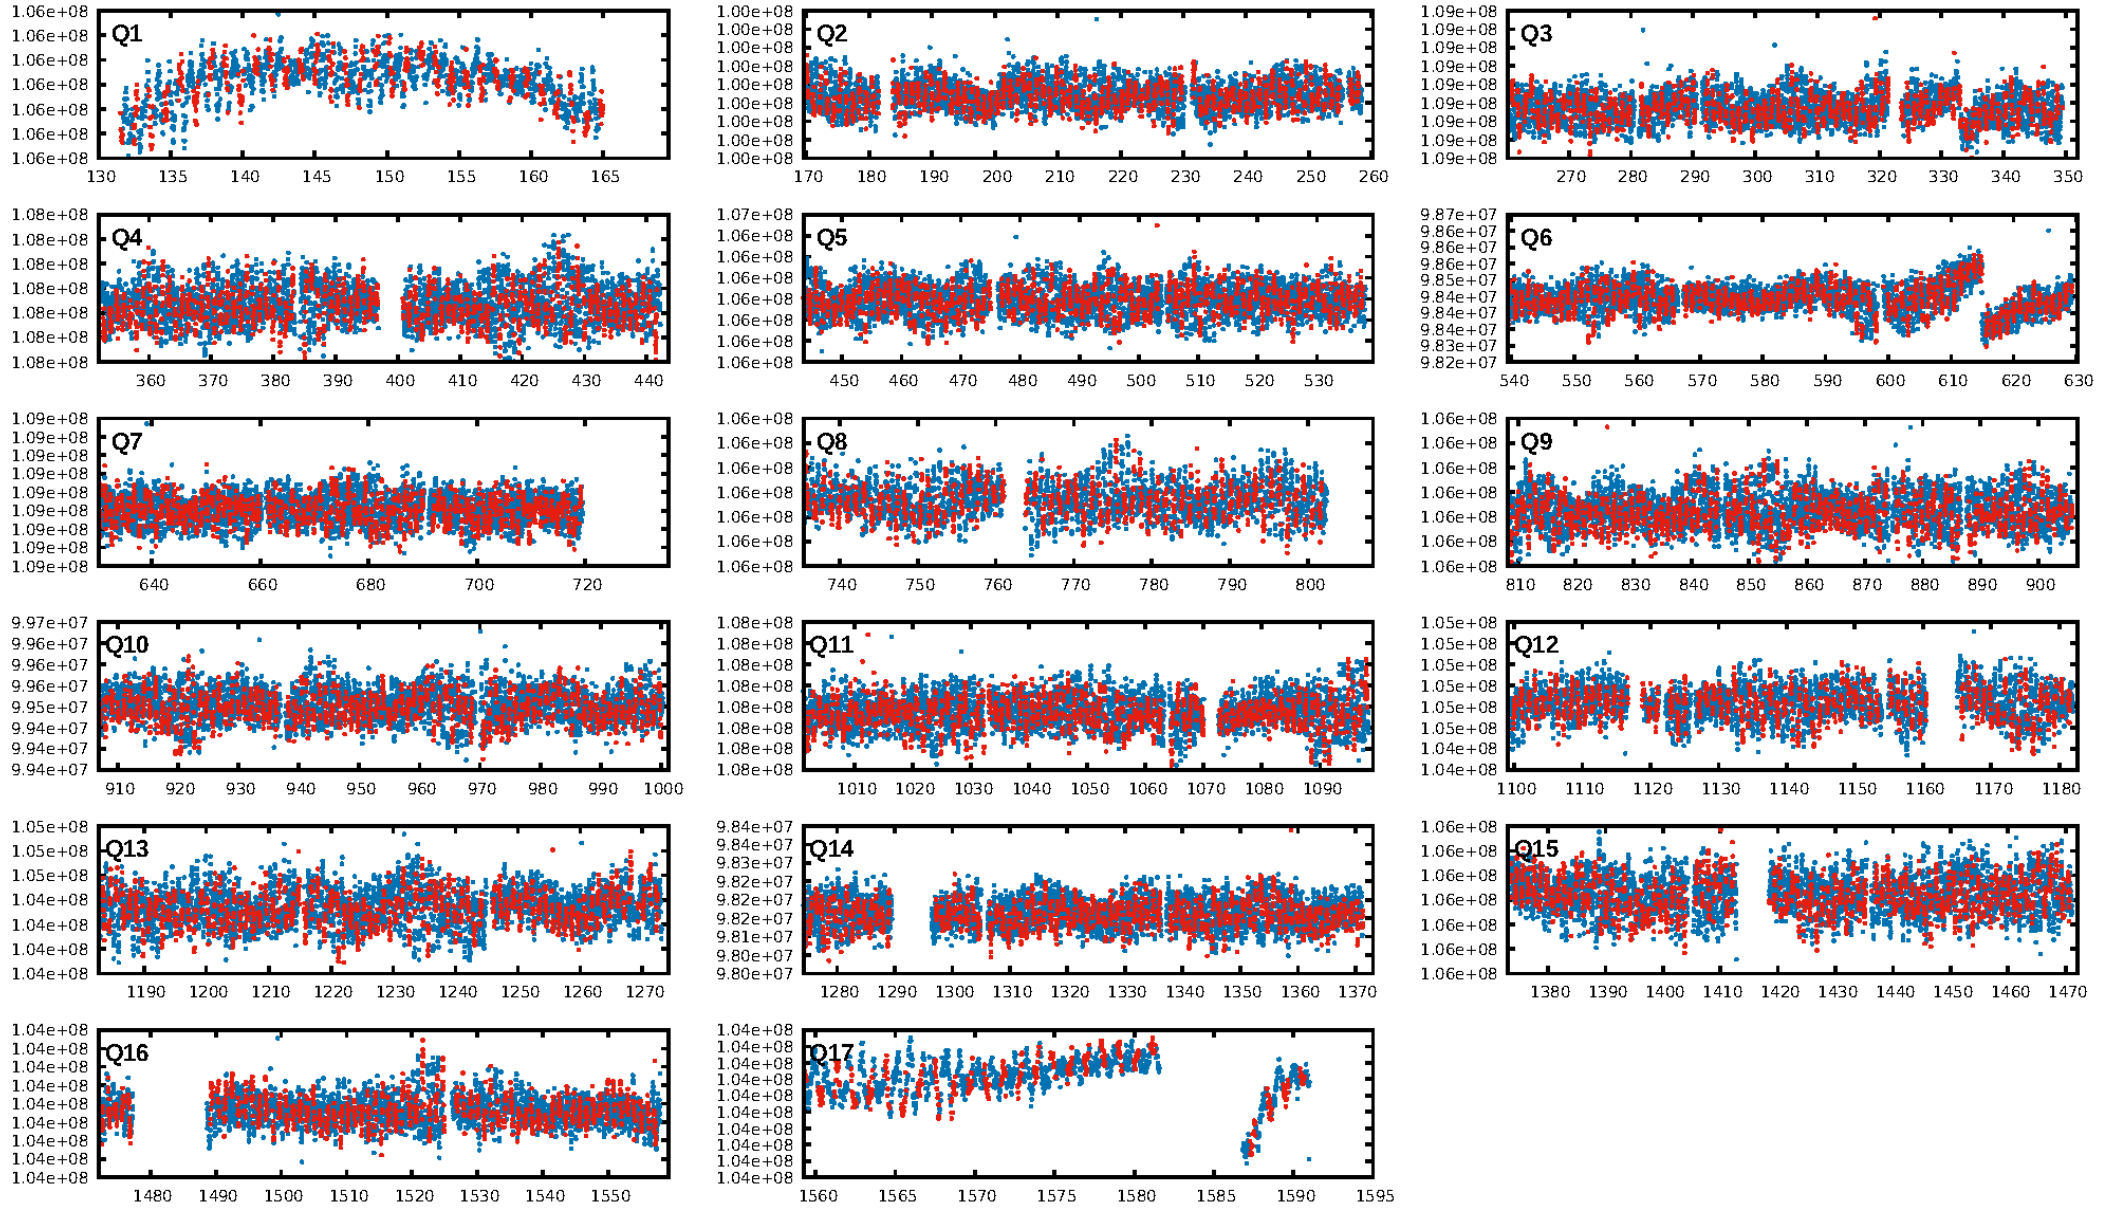 1.06e+08 1.06e+08 1.06e+08 1.06e+08 1.06e+08 1.06e+08 1.06e+08
Q1
130 135 140 145 150 155 160 165
1.00e+08 1.00e+08 1.00e+08 1.00e+08 1.00e+08 1.00e+08 1.00e+08 1.00e+08 1.00e+08
Q2
170 180 190 200 210 220 230 240 250 260
1.09e+08 1.09e+08 1.09e+08 1.09e+08 1.09e+08 1.09e+08 1.09e+08 1.09e+08 1.09e+08
Q3
270 280 290 300 310 320 330 340 350
1.08e+08 1.08e+08 1.08e+08 1.08e+08 1.08e+08 1.08e+08 1.08e+08
Q4
360 370 380 390 400 410 420 430 440
1.07e+08 1.06e+08 1.06e+08 1.06e+08 1.06e+08 1.06e+08 1.06e+08 1.06e+08
Q5
450 460 470 480 490 500 510 520 530
9.87e+07 9.86e+07 9.86e+07 9.86e+07 9.85e+07 9.84e+07 9.84e+07 9.84e+07 9.83e+07 9.82e+07
Q6
540 550 560 570 580 590 600 610 620 630
1.09e+08 1.09e+08 1.09e+08 1.09e+08 1.09e+08 1.09e+08 1.09e+08 1.09e+08 1.09e+08
Q7
640 660 680 700 720
1.06e+08 1.06e+08 1.06e+08 1.06e+08 1.06e+08 1.06e+08 1.06e+08
Q8
740 750 760 770 780 790 800
1.06e+08 1.06e+08 1.06e+08 1.06e+08 1.06e+08 1.06e+08 1.06e+08
Q9
810 820 830 840 850 860 870 880 890 900
9.97e+07 9.96e+07 9.96e+07 9.96e+07 9.95e+07 9.94e+07 9.94e+07 9.94e+07
Q10
910 920 930 940 950 960 970 980 990 1000
1.08e+08 1.08e+08 1.08e+08 1.08e+08 1.08e+08 1.08e+08 1.08e+08 1.08e+08
Q11
1010 1020 1030 1040 1050 1060 1070 1080 1090
1.05e+08 1.05e+08 1.05e+08 1.05e+08 1.05e+08 1.05e+08 1.04e+08 1.04e+08
Q12
1100 1110 1120 1130 1140 1150 1160 1170 1180
1.05e+08 1.05e+08 1.05e+08 1.04e+08 1.04e+08 1.04e+08 1.04e+08
Q13
1190 1200 1210 1220 1230 1240 1250 1260 1270
9.84e+07 9.84e+07 9.83e+07 9.82e+07 9.82e+07 9.82e+07 9.81e+07 9.80e+07 9.80e+07
Q14
1280 1290 1300 1310 1320 1330 1340 1350 1360 1370
1.06e+08 1.06e+08 1.06e+08 1.06e+08 1.06e+08 1.06e+08 1.06e+08
Q15
1380 1390 1400 1410 1420 1430 1440 1450 1460 1470
1.04e+08 1.04e+08 1.04e+08 1.04e+08 1.04e+08 1.04e+08 1.04e+08 1.04e+08 1.04e+08
Q16
1480 1490 1500 1510 1520 1530 1540 1550
1.04e+08 1.04e+08 1.04e+08 1.04e+08 1.04e+08 1.04e+08 1.04e+08 1.04e+08 1.04e+08 1.04e+08
Q17
1560 1565 1570 1575 1580 1585 1590 1595